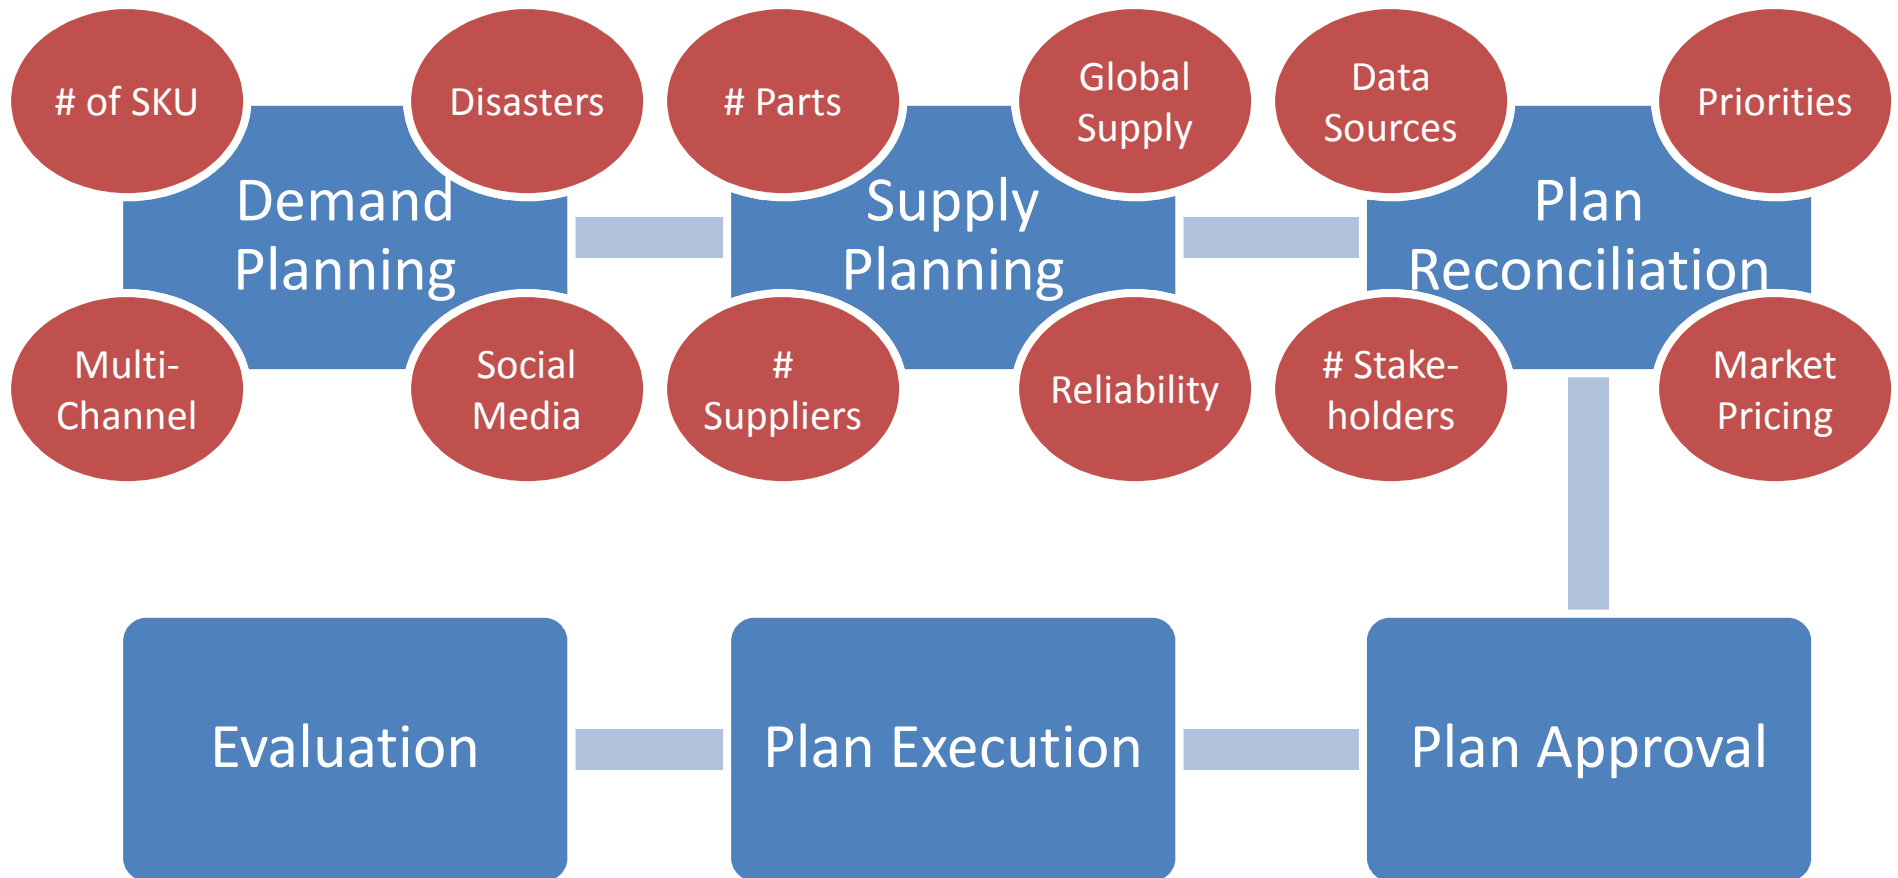 # of SKU
Disasters
Demand
Planning
Multi-
Channel
Social
Media
# Parts
Global
Supply
Supply
Planning
#
Suppliers
Reliability
Data
Sources
Priorities
Plan
Reconciliation
# Stake-
holders
Market
Pricing
Evaluation
Plan Execution
Plan Approval